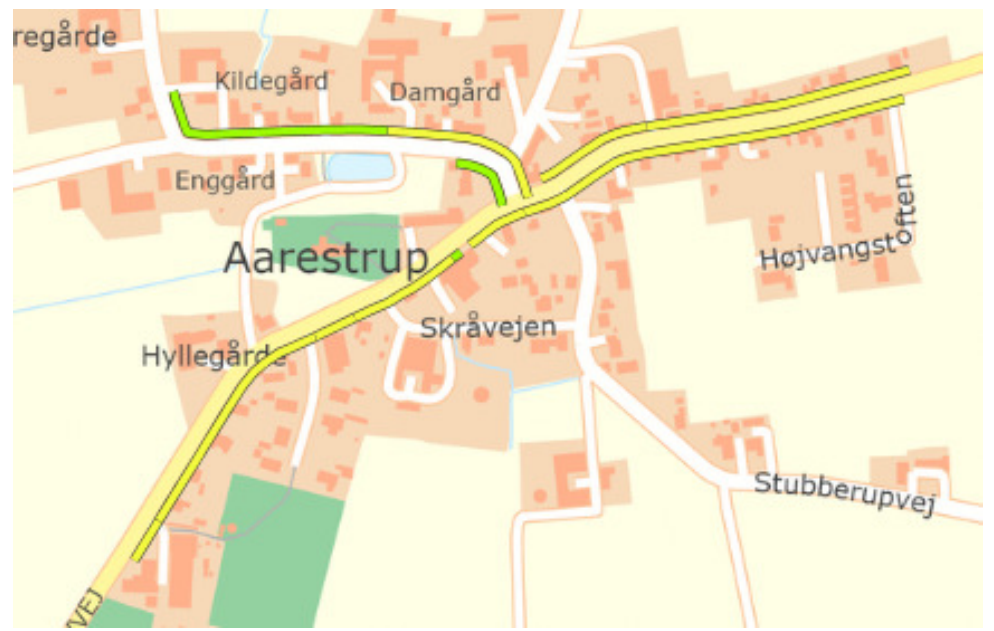 regårde
Kildegård
Damgård
Enggård
Højvangstoften
Aarestrup
Skråvejen
Hyllegårde
Stubberupvej
VEJ